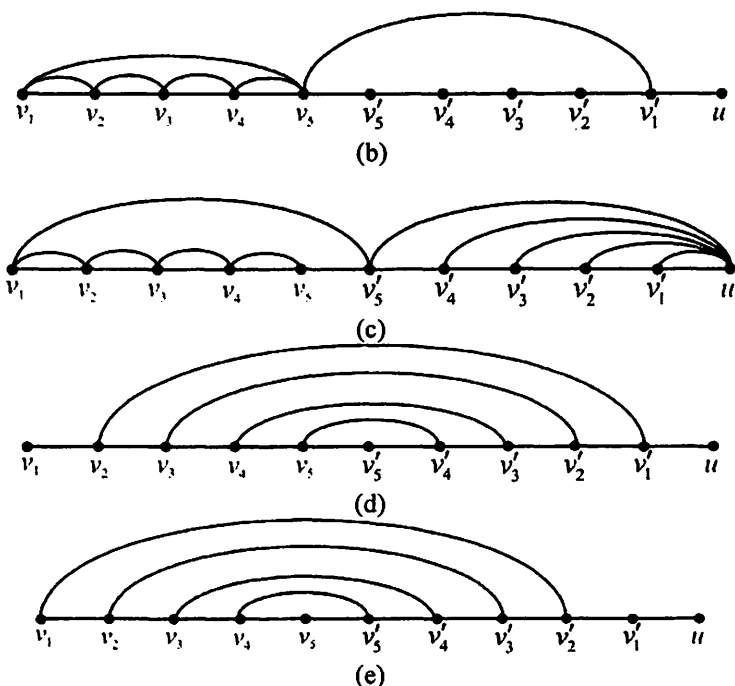 v₁ v₂ v₃ v₄ v₅ v′₅ v′₄ v′₃ v′₂ v′₁ u
(b)
v₁ v₂ v₃ v₄ v₅ v′₅ v′₄ v′₃ v′₂ v′₁ u
(c)
v₁ v₂ v₃ v₄ v₅ v′₅ v′₄ v′₃ v′₂ v′₁ u
(d)
v₁ v₂ v₃ v₄ v₅ v′₅ v′₄ v′₃ v′₂ v′₁ u
(e)